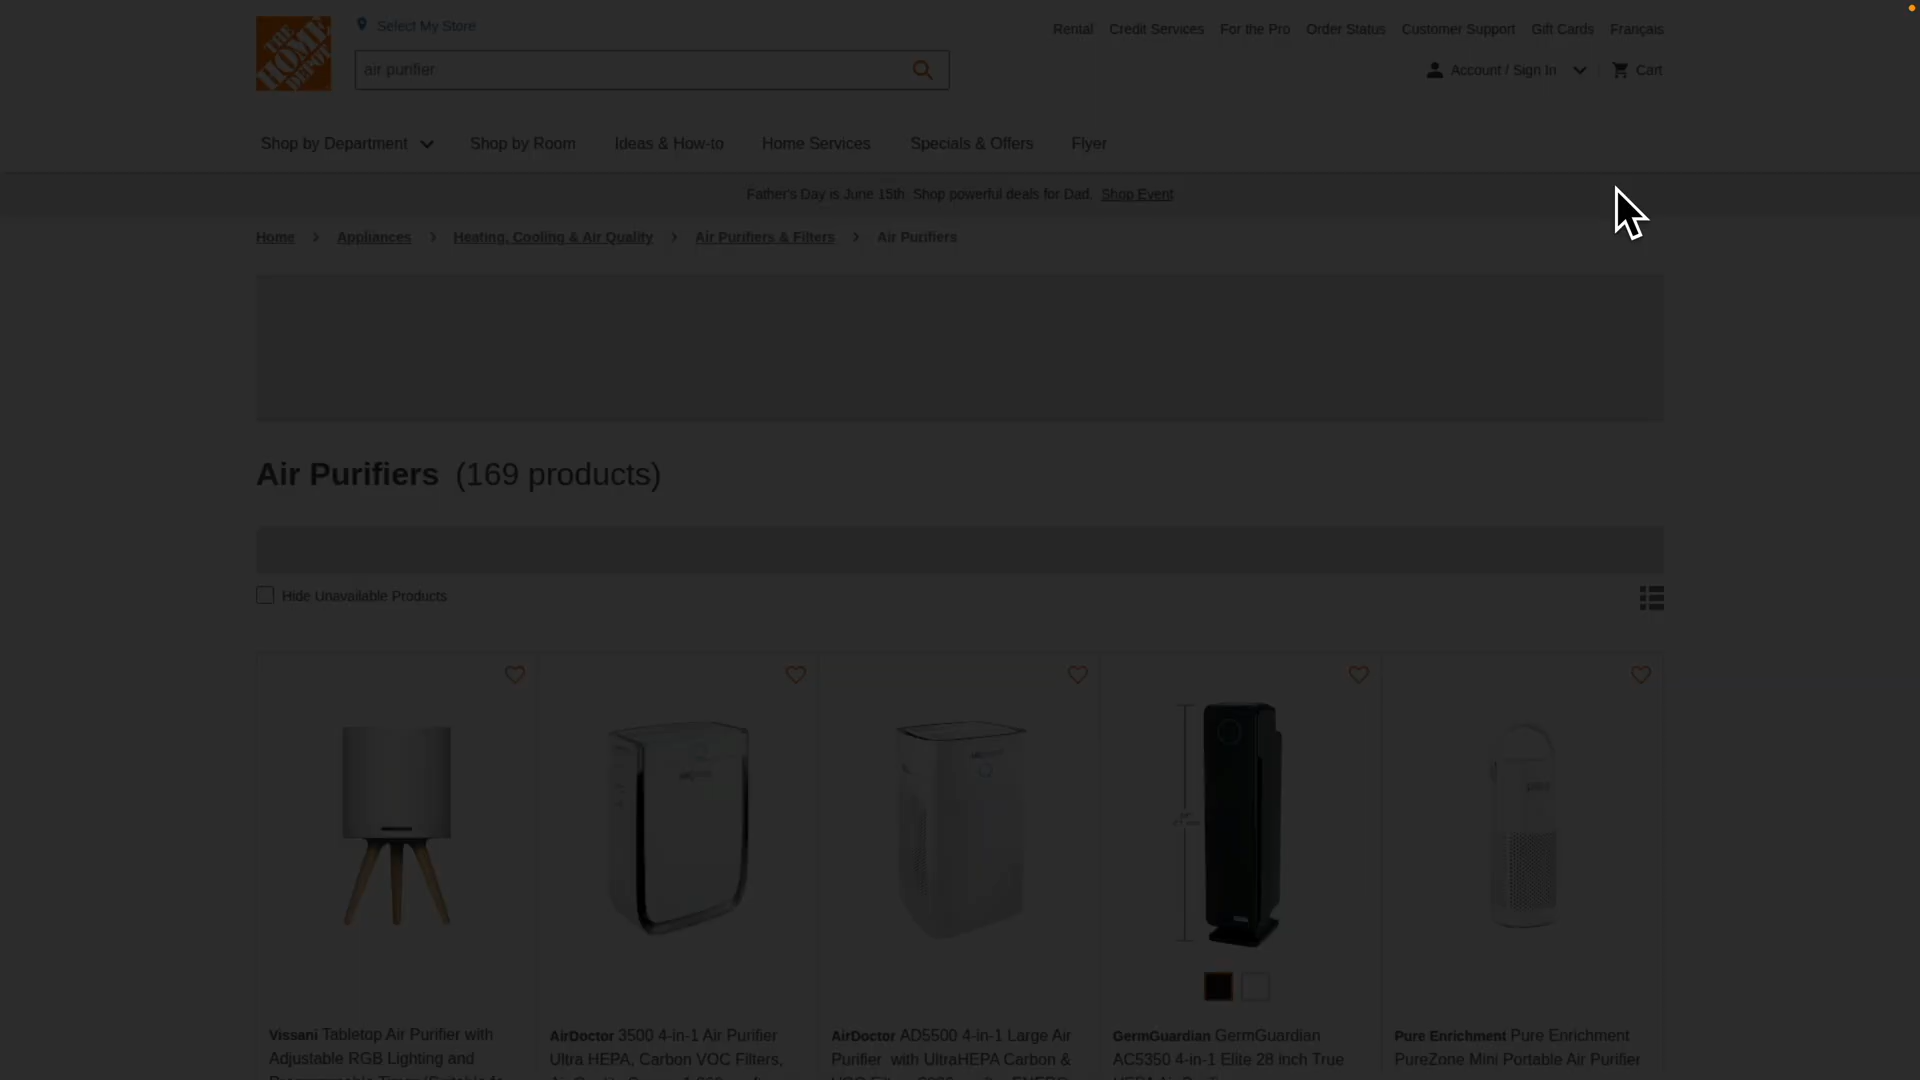 THE HOME DEPOT
Select My Store
Rental Credit Services For the Pro Order Status Customer Support Gift Cards Français
air purifier
Account / Sign In Cart
Shop by Department Shop by Room Ideas & How-to Home Services Specials & Offers Flyer
Father's Day is June 15th. Shop powerful deals for Dad. Shop Event
Home > Appliances > Heating, Cooling & Air Quality > Air Purifiers & Filters > Air Purifiers
Air Purifiers (169 products)
Hide Unavailable Products
Vissani Tabletop Air Purifier with
Adjustable RGB Lighting and
AirDoctor 3500 4-in-1 Air Purifier
Ultra HEPA, Carbon VOC Filters,
AirDoctor AD5500 4-in-1 Large Air
Purifier with UltraHEPA Carbon &
GermGuardian GermGuardian
AC5350 4-in-1 Elite 28 inch True
Pure Enrichment Pure Enrichment
PureZone Mini Portable Air Purifier